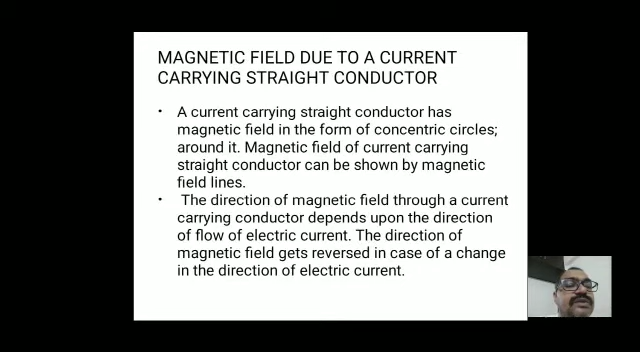 MAGNETIC FIELD DUE TO A CURRENT
CARRYING STRAIGHT CONDUCTOR
• A current carrying straight conductor has
magnetic field in the form of concentric circles;
around it. Magnetic field of current carrying
straight conductor can be shown by magnetic
field lines.
• The direction of magnetic field through a current
carrying conductor depends upon the direction
of flow of electric current. The direction of
magnetic field gets reversed in case of a change
in the direction of electric current.